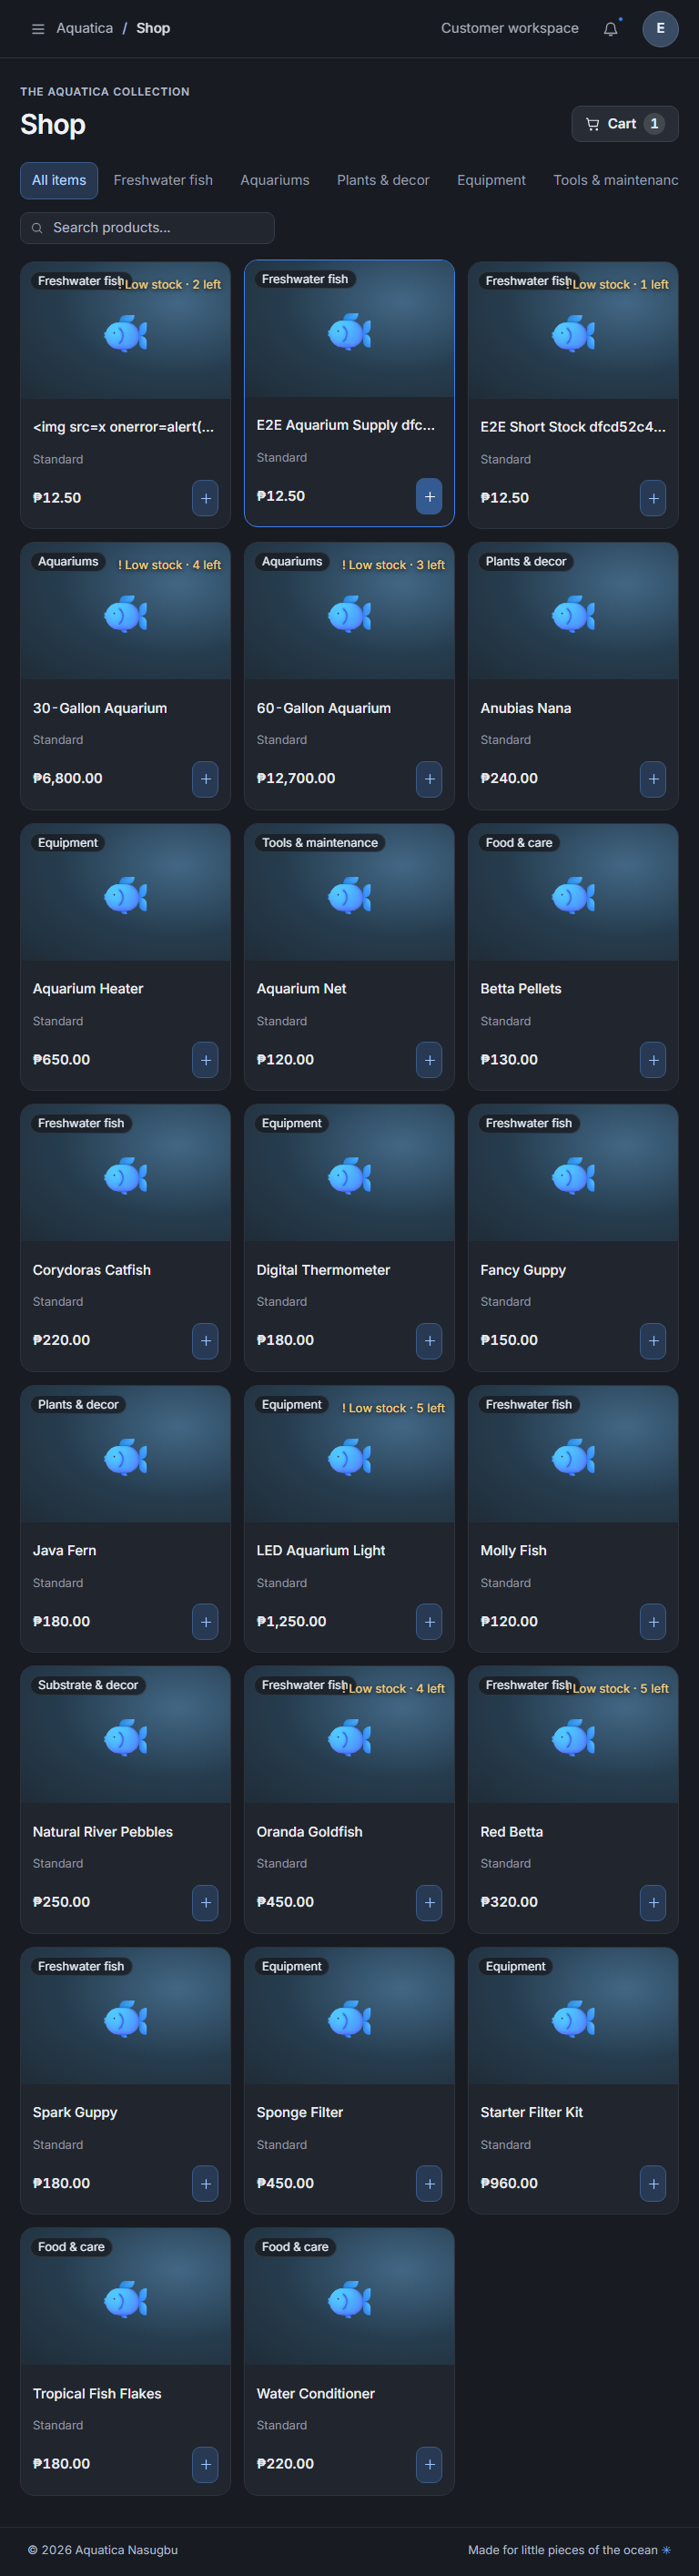 Aquatica / Shop
Customer workspace
E
THE AQUATICA COLLECTION
Shop
Cart 1
All items
Freshwater fish
Aquariums
Plants & decor
Equipment
Tools & maintenanc
Search products...
Freshwater fish
! Low stock · 2 left
<img src=x onerror=alert(...
Standard
₱12.50
+
Freshwater fish
E2E Aquarium Supply dfc...
Standard
₱12.50
+
Freshwater fish
! Low stock · 1 left
E2E Short Stock dfcd52c4...
Standard
₱12.50
+
Aquariums
! Low stock · 4 left
30-Gallon Aquarium
Standard
₱6,800.00
+
Aquariums
! Low stock · 3 left
60-Gallon Aquarium
Standard
₱12,700.00
+
Plants & decor
Anubias Nana
Standard
₱240.00
+
Equipment
Aquarium Heater
Standard
₱650.00
+
Tools & maintenance
Aquarium Net
Standard
₱120.00
+
Food & care
Betta Pellets
Standard
₱130.00
+
Freshwater fish
Corydoras Catfish
Standard
₱220.00
+
Equipment
Digital Thermometer
Standard
₱180.00
+
Freshwater fish
Fancy Guppy
Standard
₱150.00
+
Plants & decor
Java Fern
Standard
₱180.00
+
Equipment
! Low stock · 5 left
LED Aquarium Light
Standard
₱1,250.00
+
Freshwater fish
Molly Fish
Standard
₱120.00
+
Substrate & decor
Natural River Pebbles
Standard
₱250.00
+
Freshwater fish
! Low stock · 4 left
Oranda Goldfish
Standard
₱450.00
+
Freshwater fish
! Low stock · 5 left
Red Betta
Standard
₱320.00
+
Freshwater fish
Spark Guppy
Standard
₱180.00
+
Equipment
Sponge Filter
Standard
₱450.00
+
Equipment
Starter Filter Kit
Standard
₱960.00
+
Food & care
Tropical Fish Flakes
Standard
₱180.00
+
Food & care
Water Conditioner
Standard
₱220.00
+
© 2026 Aquatica Nasugbu
Made for little pieces of the ocean ✳